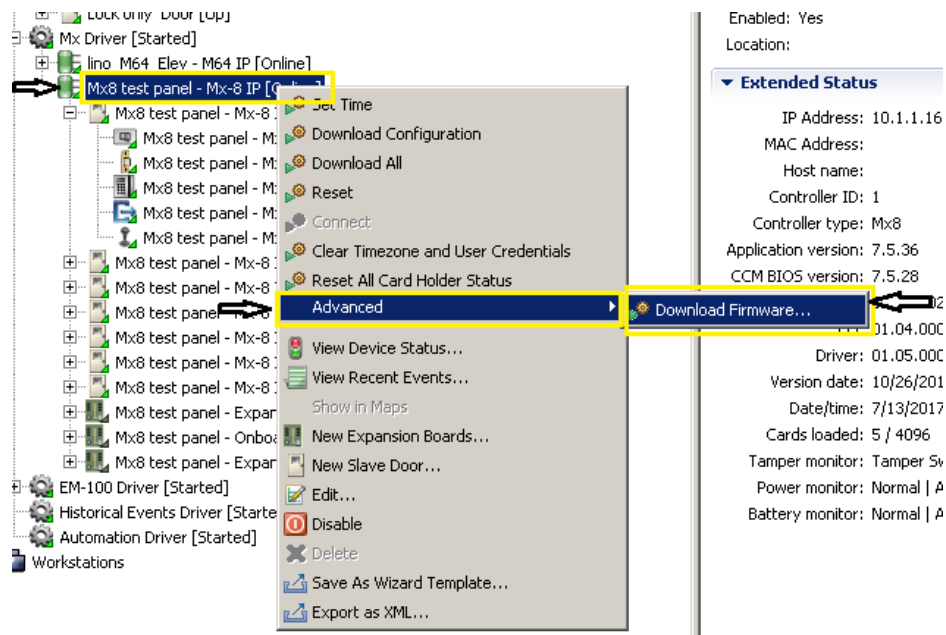 Lock only Door [Up]
Mx Driver [Started]
lino M64 Elev - M64 IP [Online]
Mx8 test panel - Mx-8 IP [Online]
Mx8 test panel - Mx-8
Mx8 test panel - M
Mx8 test panel - M
Mx8 test panel - M
Mx8 test panel - M
Mx8 test panel - M
Mx8 test panel - Mx-8
Mx8 test panel - Mx-8
Mx8 test panel
Mx8 test panel - Mx-8
Mx8 test panel - Mx-8
Mx8 test panel - Expar
Mx8 test panel - Onboa
Mx8 test panel - Expar
EM-100 Driver [Started]
Historical Events Driver [Starte
Automation Driver [Started]
Workstations
Set Time
Download Configuration
Download All
Reset
Connect
Clear Timezone and User Credentials
Reset All Card Holder Status
Advanced
View Device Status...
View Recent Events...
Show in Maps
New Expansion Boards...
New Slave Door...
Edit...
Disable
Delete
Save As Wizard Template...
Export as XML...
Download Firmware...
Enabled: Yes
Location:
Extended Status
IP Address: 10.1.1.16
MAC Address:
Host name:
Controller ID: 1
Controller type: Mx8
Application version: 7.5.36
CCM BIOS version: 7.5.28
01.04.000
Driver: 01.05.000
Version date: 10/26/201
Date/time: 7/13/2017
Cards loaded: 5 / 4096
Tamper monitor: Tamper Sw
Power monitor: Normal | A
Battery monitor: Normal | A